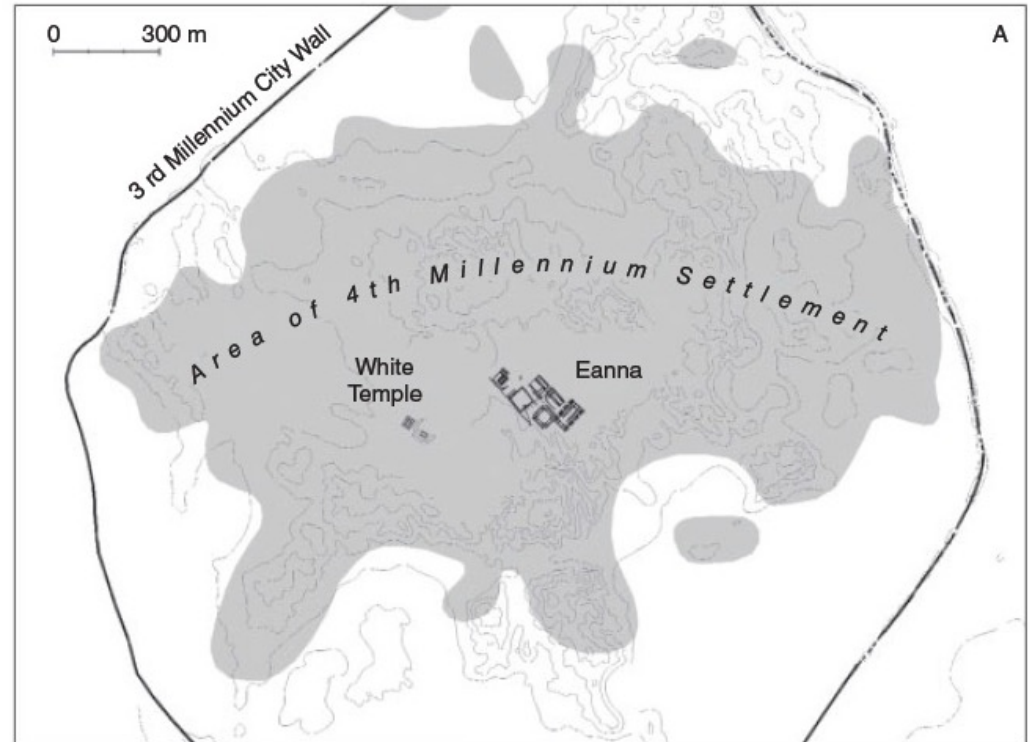 0 300 m
A
3 rd Millennium City Wall
Area of 4th Millennium Settlement
White
Temple
Eanna